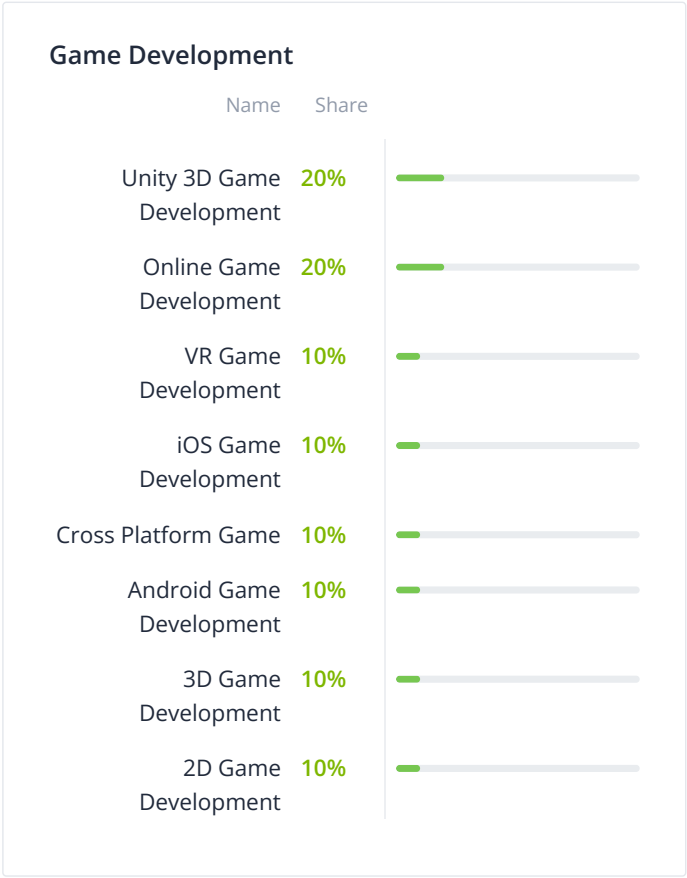 Game Development
Name Share
Unity 3D Game 20%
Development
Online Game 20%
Development
VR Game 10%
Development
iOS Game 10%
Development
Cross Platform Game 10%
Android Game 10%
Development
3D Game 10%
Development
2D Game 10%
Development